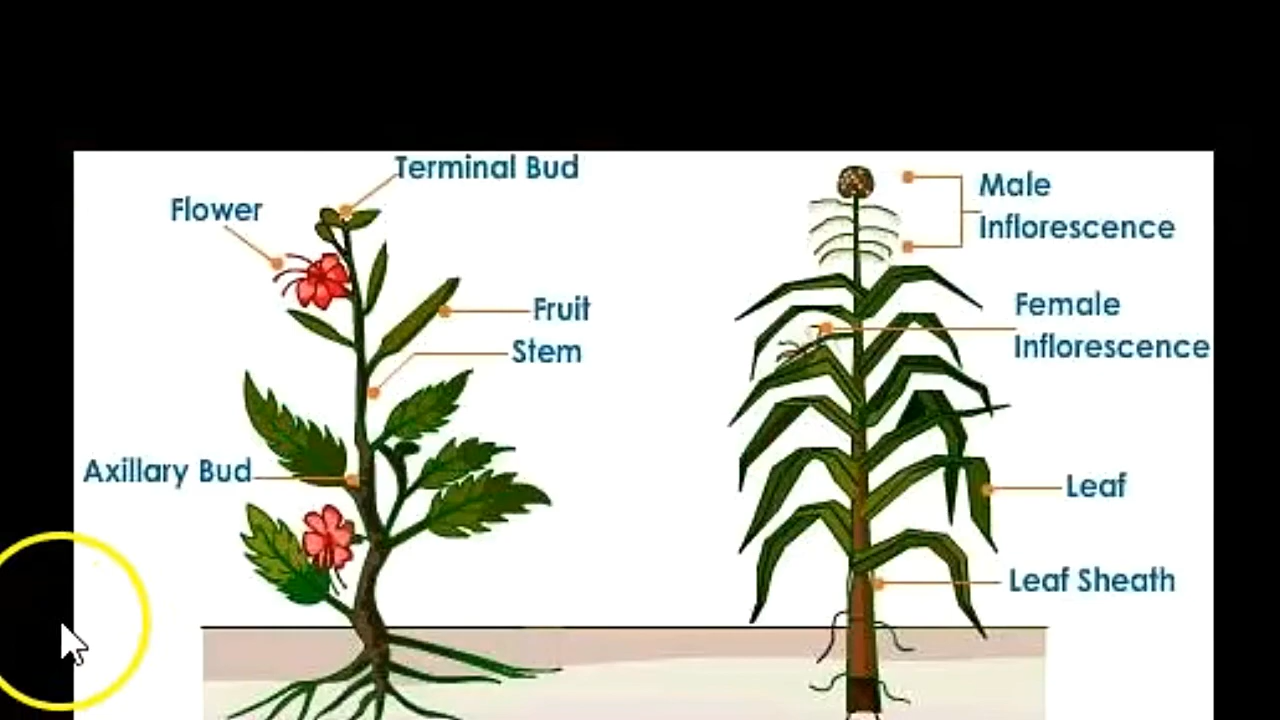 Terminal Bud
Flower
Fruit
Stem
Axillary Bud
Male
Inflorescence
Female
Inflorescence
Leaf
Leaf Sheath